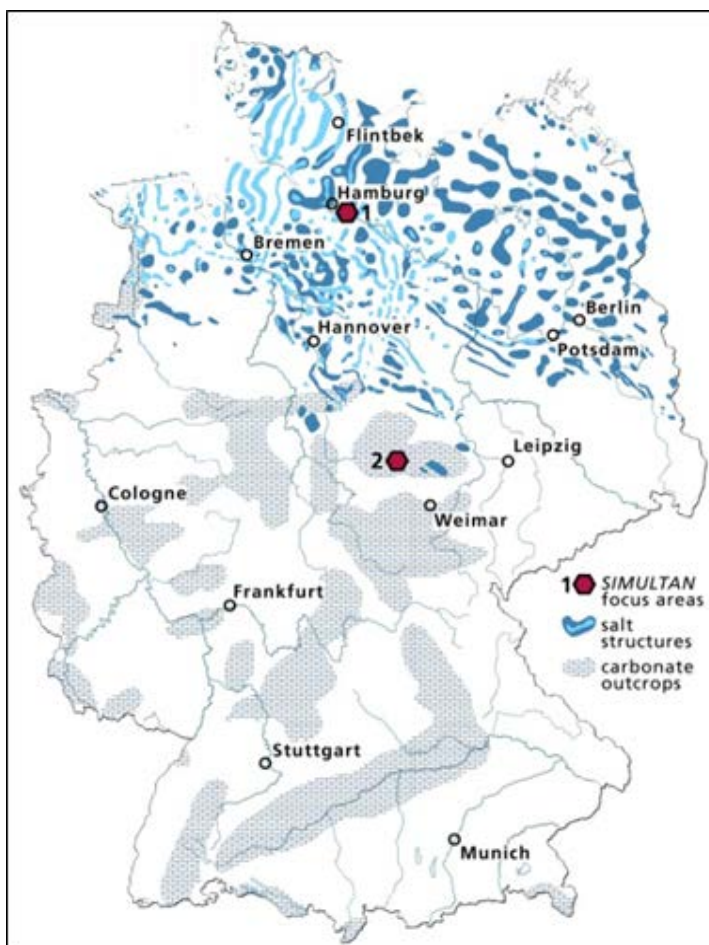 Flintbek
Hamburg
1
Bremen
Hannover
Berlin
Potsdam
2
Leipzig
Cologne
Weimar
1 SIMULTAN
focus areas
Frankfurt
salt
structures
carbonate
outcrops
Stuttgart
Munich